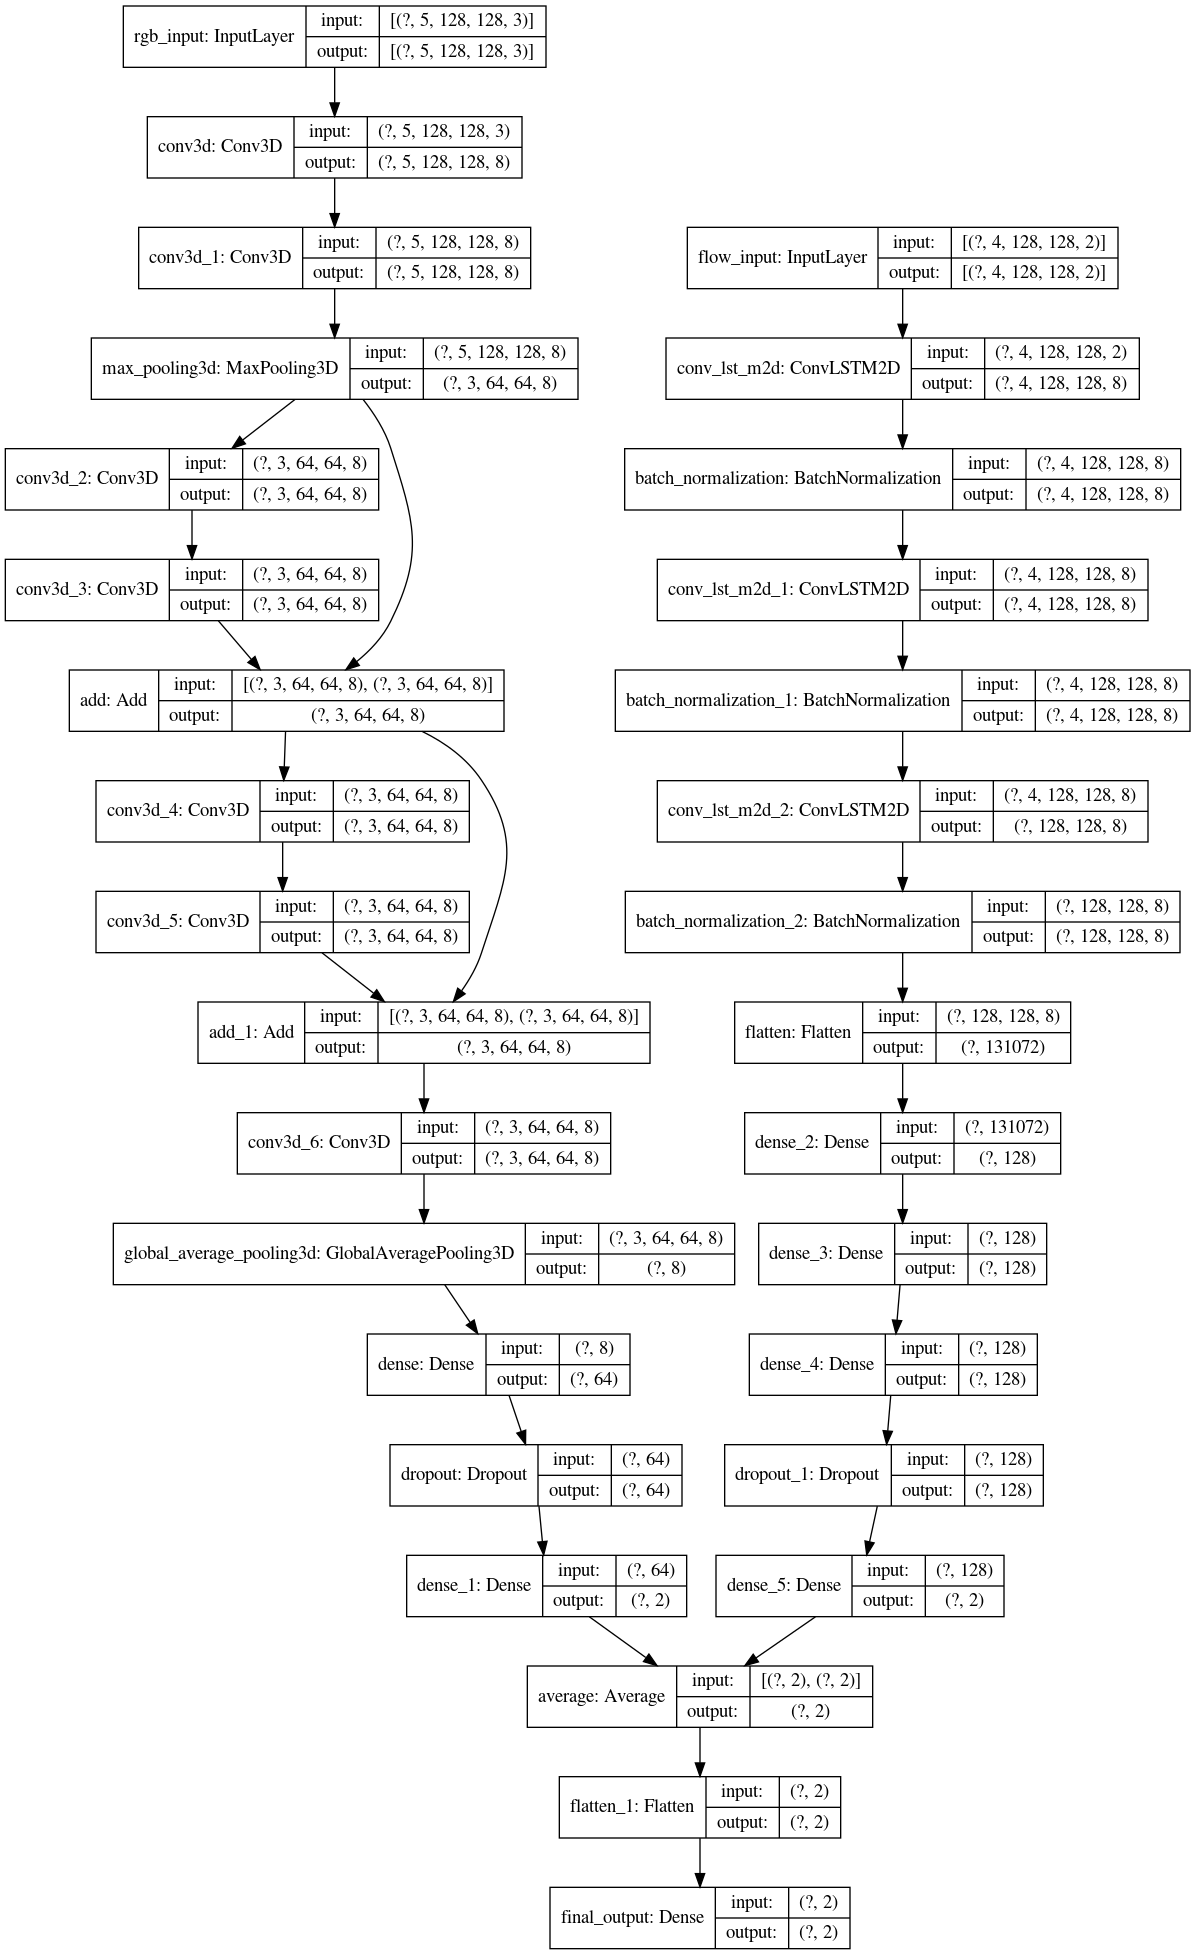 rgb_input: InputLayer
input: [(?, 5, 128, 128, 3)]
output: [(?, 5, 128, 128, 3)]
conv3d: Conv3D
input: (?, 5, 128, 128, 3)
output: (?, 5, 128, 128, 8)
conv3d_1: Conv3D
input: (?, 5, 128, 128, 8)
output: (?, 5, 128, 128, 8)
max_pooling3d: MaxPooling3D
input: (?, 5, 128, 128, 8)
output: (?, 3, 64, 64, 8)
conv3d_2: Conv3D
input: (?, 3, 64, 64, 8)
output: (?, 3, 64, 64, 8)
conv3d_3: Conv3D
input: (?, 3, 64, 64, 8)
output: (?, 3, 64, 64, 8)
add: Add
input: [(?, 3, 64, 64, 8), (?, 3, 64, 64, 8)]
output: (?, 3, 64, 64, 8)
conv3d_4: Conv3D
input: (?, 3, 64, 64, 8)
output: (?, 3, 64, 64, 8)
conv3d_5: Conv3D
input: (?, 3, 64, 64, 8)
output: (?, 3, 64, 64, 8)
add_1: Add
input: [(?, 3, 64, 64, 8), (?, 3, 64, 64, 8)]
output: (?, 3, 64, 64, 8)
conv3d_6: Conv3D
input: (?, 3, 64, 64, 8)
output: (?, 3, 64, 64, 8)
global_average_pooling3d: GlobalAveragePooling3D
input: (?, 3, 64, 64, 8)
output: (?, 8)
dense: Dense
input: (?, 8)
output: (?, 64)
dropout: Dropout
input: (?, 64)
output: (?, 64)
dense_1: Dense
input: (?, 64)
output: (?, 2)
flow_input: InputLayer
input: [(?, 4, 128, 128, 2)]
output: [(?, 4, 128, 128, 2)]
conv_lst_m2d: ConvLSTM2D
input: (?, 4, 128, 128, 2)
output: (?, 4, 128, 128, 8)
batch_normalization: BatchNormalization
input: (?, 4, 128, 128, 8)
output: (?, 4, 128, 128, 8)
conv_lst_m2d_1: ConvLSTM2D
input: (?, 4, 128, 128, 8)
output: (?, 4, 128, 128, 8)
batch_normalization_1: BatchNormalization
input: (?, 4, 128, 128, 8)
output: (?, 4, 128, 128, 8)
conv_lst_m2d_2: ConvLSTM2D
input: (?, 4, 128, 128, 8)
output: (?, 128, 128, 8)
batch_normalization_2: BatchNormalization
input: (?, 128, 128, 8)
output: (?, 128, 128, 8)
flatten: Flatten
input: (?, 128, 128, 8)
output: (?, 131072)
dense_2: Dense
input: (?, 131072)
output: (?, 128)
dense_3: Dense
input: (?, 128)
output: (?, 128)
dense_4: Dense
input: (?, 128)
output: (?, 128)
dropout_1: Dropout
input: (?, 128)
output: (?, 128)
dense_5: Dense
input: (?, 128)
output: (?, 2)
average: Average
input: [(?, 2), (?, 2)]
output: (?, 2)
flatten_1: Flatten
input: (?, 2)
output: (?, 2)
final_output: Dense
input: (?, 2)
output: (?, 2)